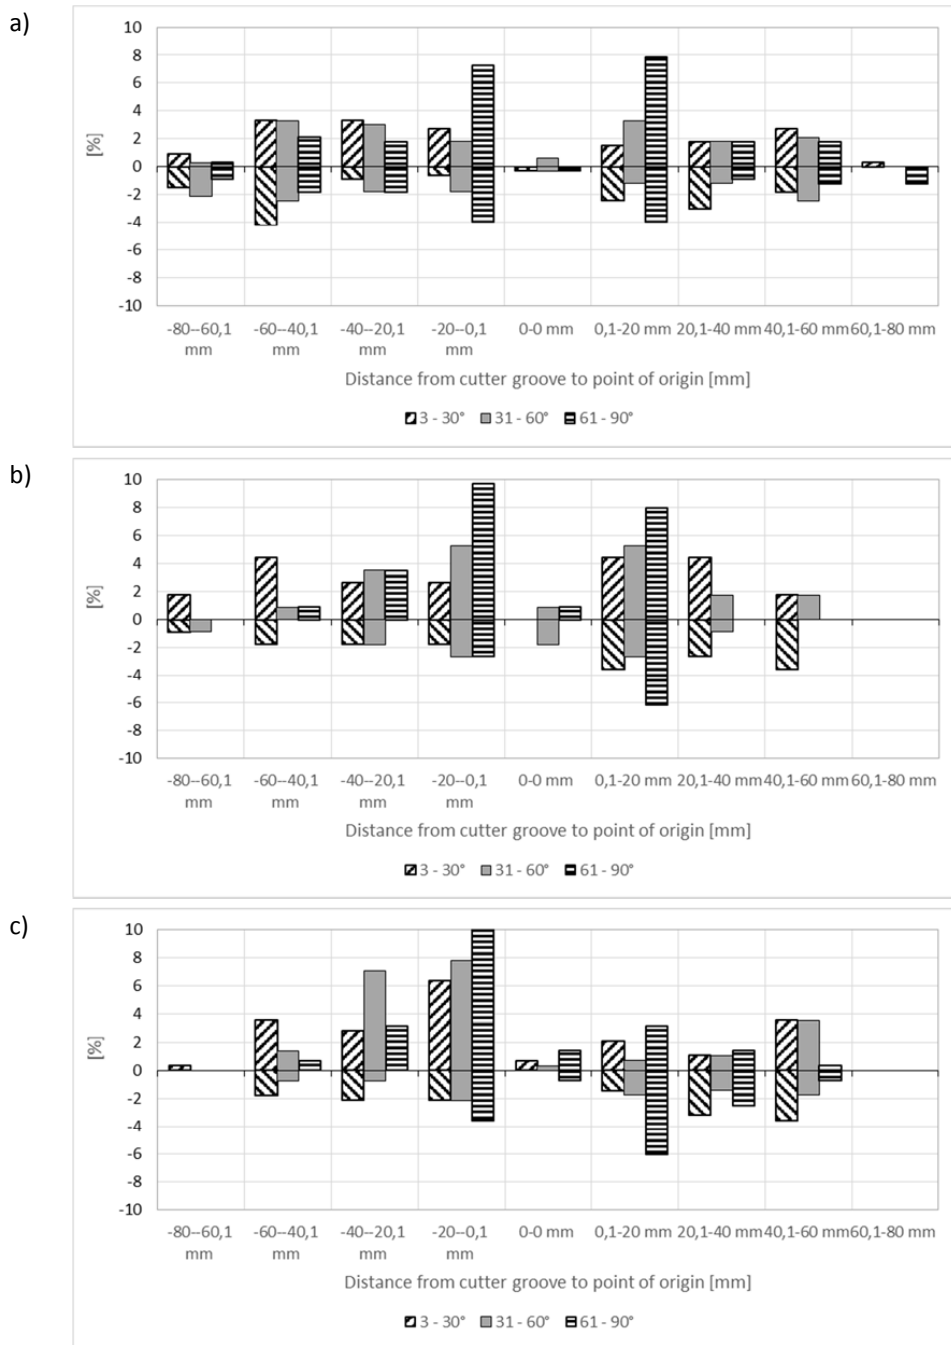 a)
10
8
6
4
2
0
-2
-4
-6
-8
-10
[%]
-80--60,1 mm
-60--40,1 mm
-40--20,1 mm
-20--0,1 mm
0-0 mm
0,1-20 mm
20,1-40 mm
40,1-60 mm
60,1-80 mm
Distance from cutter groove to point of origin [mm]
3 - 30° 31 - 60° 61 - 90°
b)
10
8
6
4
2
0
-2
-4
-6
-8
-10
[%]
-80--60,1 mm
-60--40,1 mm
-40--20,1 mm
-20--0,1 mm
0-0 mm
0,1-20 mm
20,1-40 mm
40,1-60 mm
60,1-80 mm
Distance from cutter groove to point of origin [mm]
3 - 30° 31 - 60° 61 - 90°
c)
10
8
6
4
2
0
-2
-4
-6
-8
-10
[%]
-80--60,1 mm
-60--40,1 mm
-40--20,1 mm
-20--0,1 mm
0-0 mm
0,1-20 mm
20,1-40 mm
40,1-60 mm
60,1-80 mm
Distance from cutter groove to point of origin [mm]
3 - 30° 31 - 60° 61 - 90°